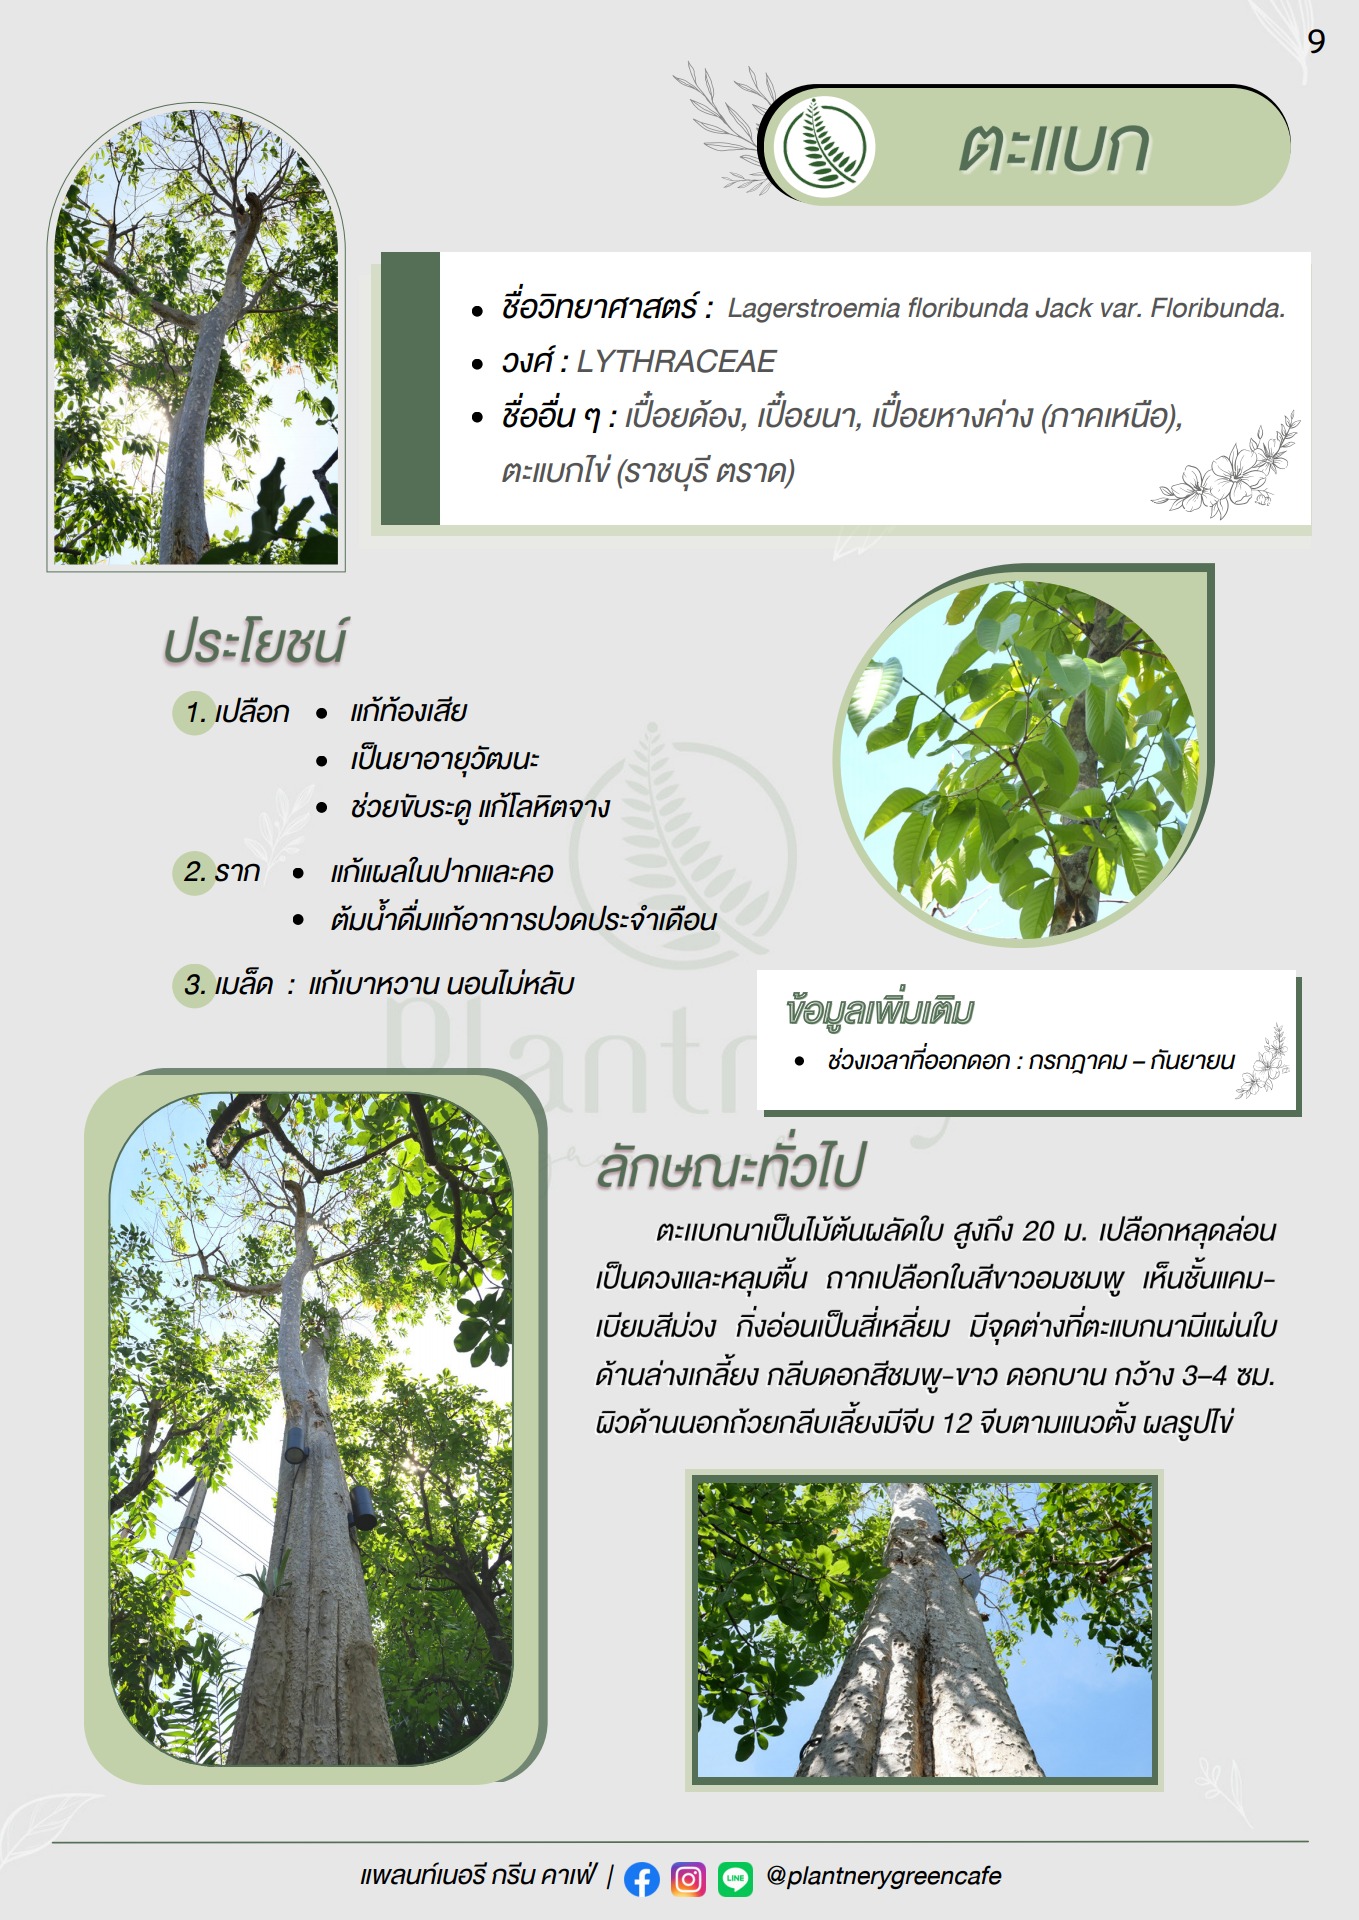 9
ตะแบก
ชื่อวิทยาศาสตร์ : Lagerstroemia floribunda Jack var. Floribunda.
วงศ์ : LYTHRACEAE
ชื่ออื่น ๆ : เปื๋อยด้อง, เปื๋อยนา, เปื๋อยหางค่าง (ภาคเหนือ),
ตะแบกไข่ (ราชบุรี ตราด)
ประโยชน์
1. เปลือก • แก้ท้องเสีย
• เป็นยาอายุวัฒนะ
• ช่วยขับระดู แก้โลหิตจาง
2. ราก • แก้แผลในปากและคอ
• ต้มน้ำดื่มแก้อาการปวดประจำเดือน
3. เมล็ด : แก้เบาหวาน นอนไม่หลับ
ข้อมูลเพิ่มเติม
• ช่วงเวลาที่ออกดอก : กรกฎาคม – กันยายน
ลักษณะทั่วไป
ตะแบกนาเป็นไม้ต้นผลัดใบ สูงถึง 20 ม. เปลือกหลุดล่อน
เป็นดวงและหลุมตื้น ถากเปลือกในสีขาวอมชมพู เห็นชั้นแคม-
เบียมสีม่วง กิ่งอ่อนเป็นสี่เหลี่ยม มีจุดต่างที่ตะแบกนามีแผ่นใบ
ด้านล่างเกลี้ยง กลีบดอกสีชมพู-ขาว ดอกบาน กว้าง 3–4 ซม.
ผิวด้านนอกถ้วยกลีบเลี้ยงมีจีบ 12 จีบตามแนวตั้ง ผลรูปไข่
แพลนท์เนอรี กรีน คาเฟ่ | LINE @plantnerygreencafe